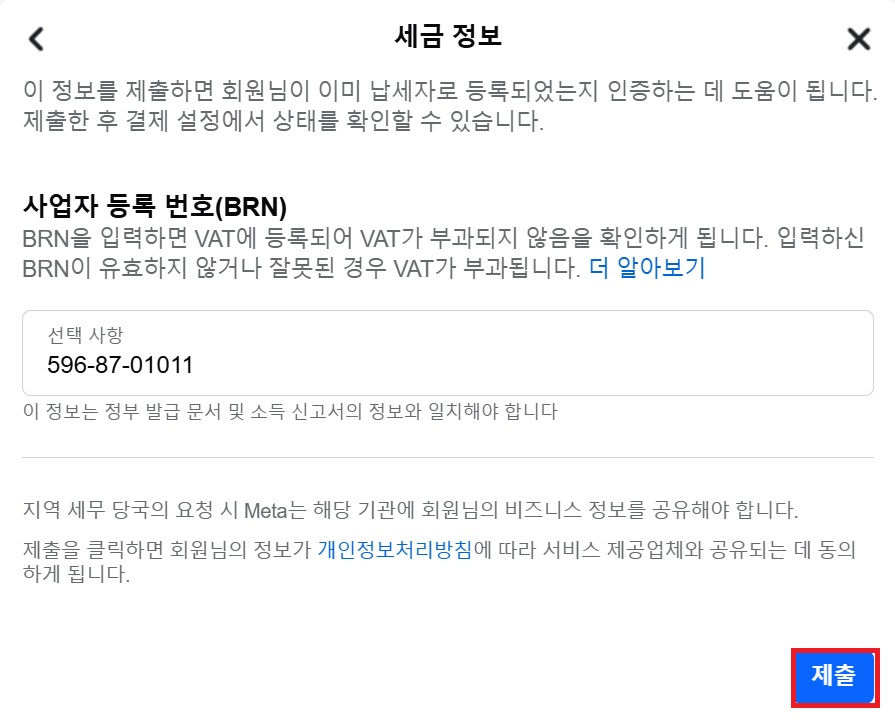 세금 정보
이 정보를 제출하면 회원님이 이미 납세자로 등록되었는지 인증하는 데 도움이 됩니다.
제출한 후 결제 설정에서 상태를 확인할 수 있습니다.
사업자 등록 번호(BRN)
BRN을 입력하면 VAT에 등록되어 VAT가 부과되지 않음을 확인하게 됩니다. 입력하신
BRN이 유효하지 않거나 잘못된 경우 VAT가 부과됩니다. 더 알아보기
선택 사항
596-87-01011
이 정보는 정부 발급 문서 및 소득 신고서의 정보와 일치해야 합니다
지역 세무 당국의 요청 시 Meta는 해당 기관에 회원님의 비즈니스 정보를 공유해야 합니다.
제출을 클릭하면 회원님의 정보가 개인정보처리방침에 따라 서비스 제공업체와 공유되는 데 동의
하게 됩니다.
제출